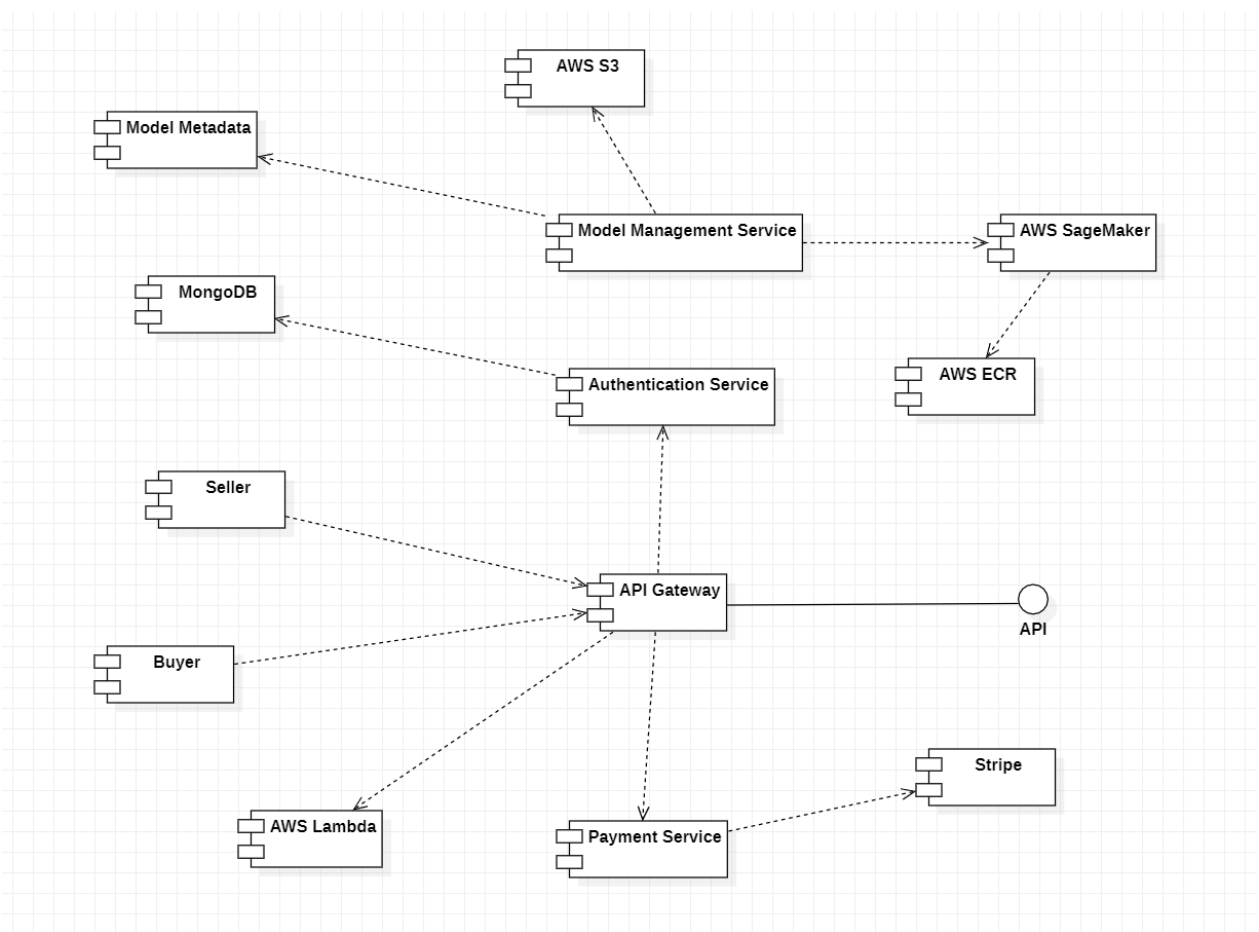 AWS S3
Model Metadata
Model Management Service
AWS SageMaker
MongoDB
Authentication Service
AWS ECR
Seller
API Gateway
API
Buyer
Stripe
AWS Lambda
Payment Service